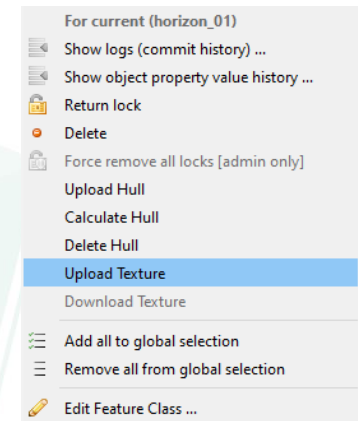 For current (horizon_01)
Show logs (commit history) ...
Show object property value history ...
Return lock
Delete
Force remove all locks [admin only]
Upload Hull
Calculate Hull
Delete Hull
Upload Texture
Download Texture
Add all to global selection
Remove all from global selection
Edit Feature Class ...